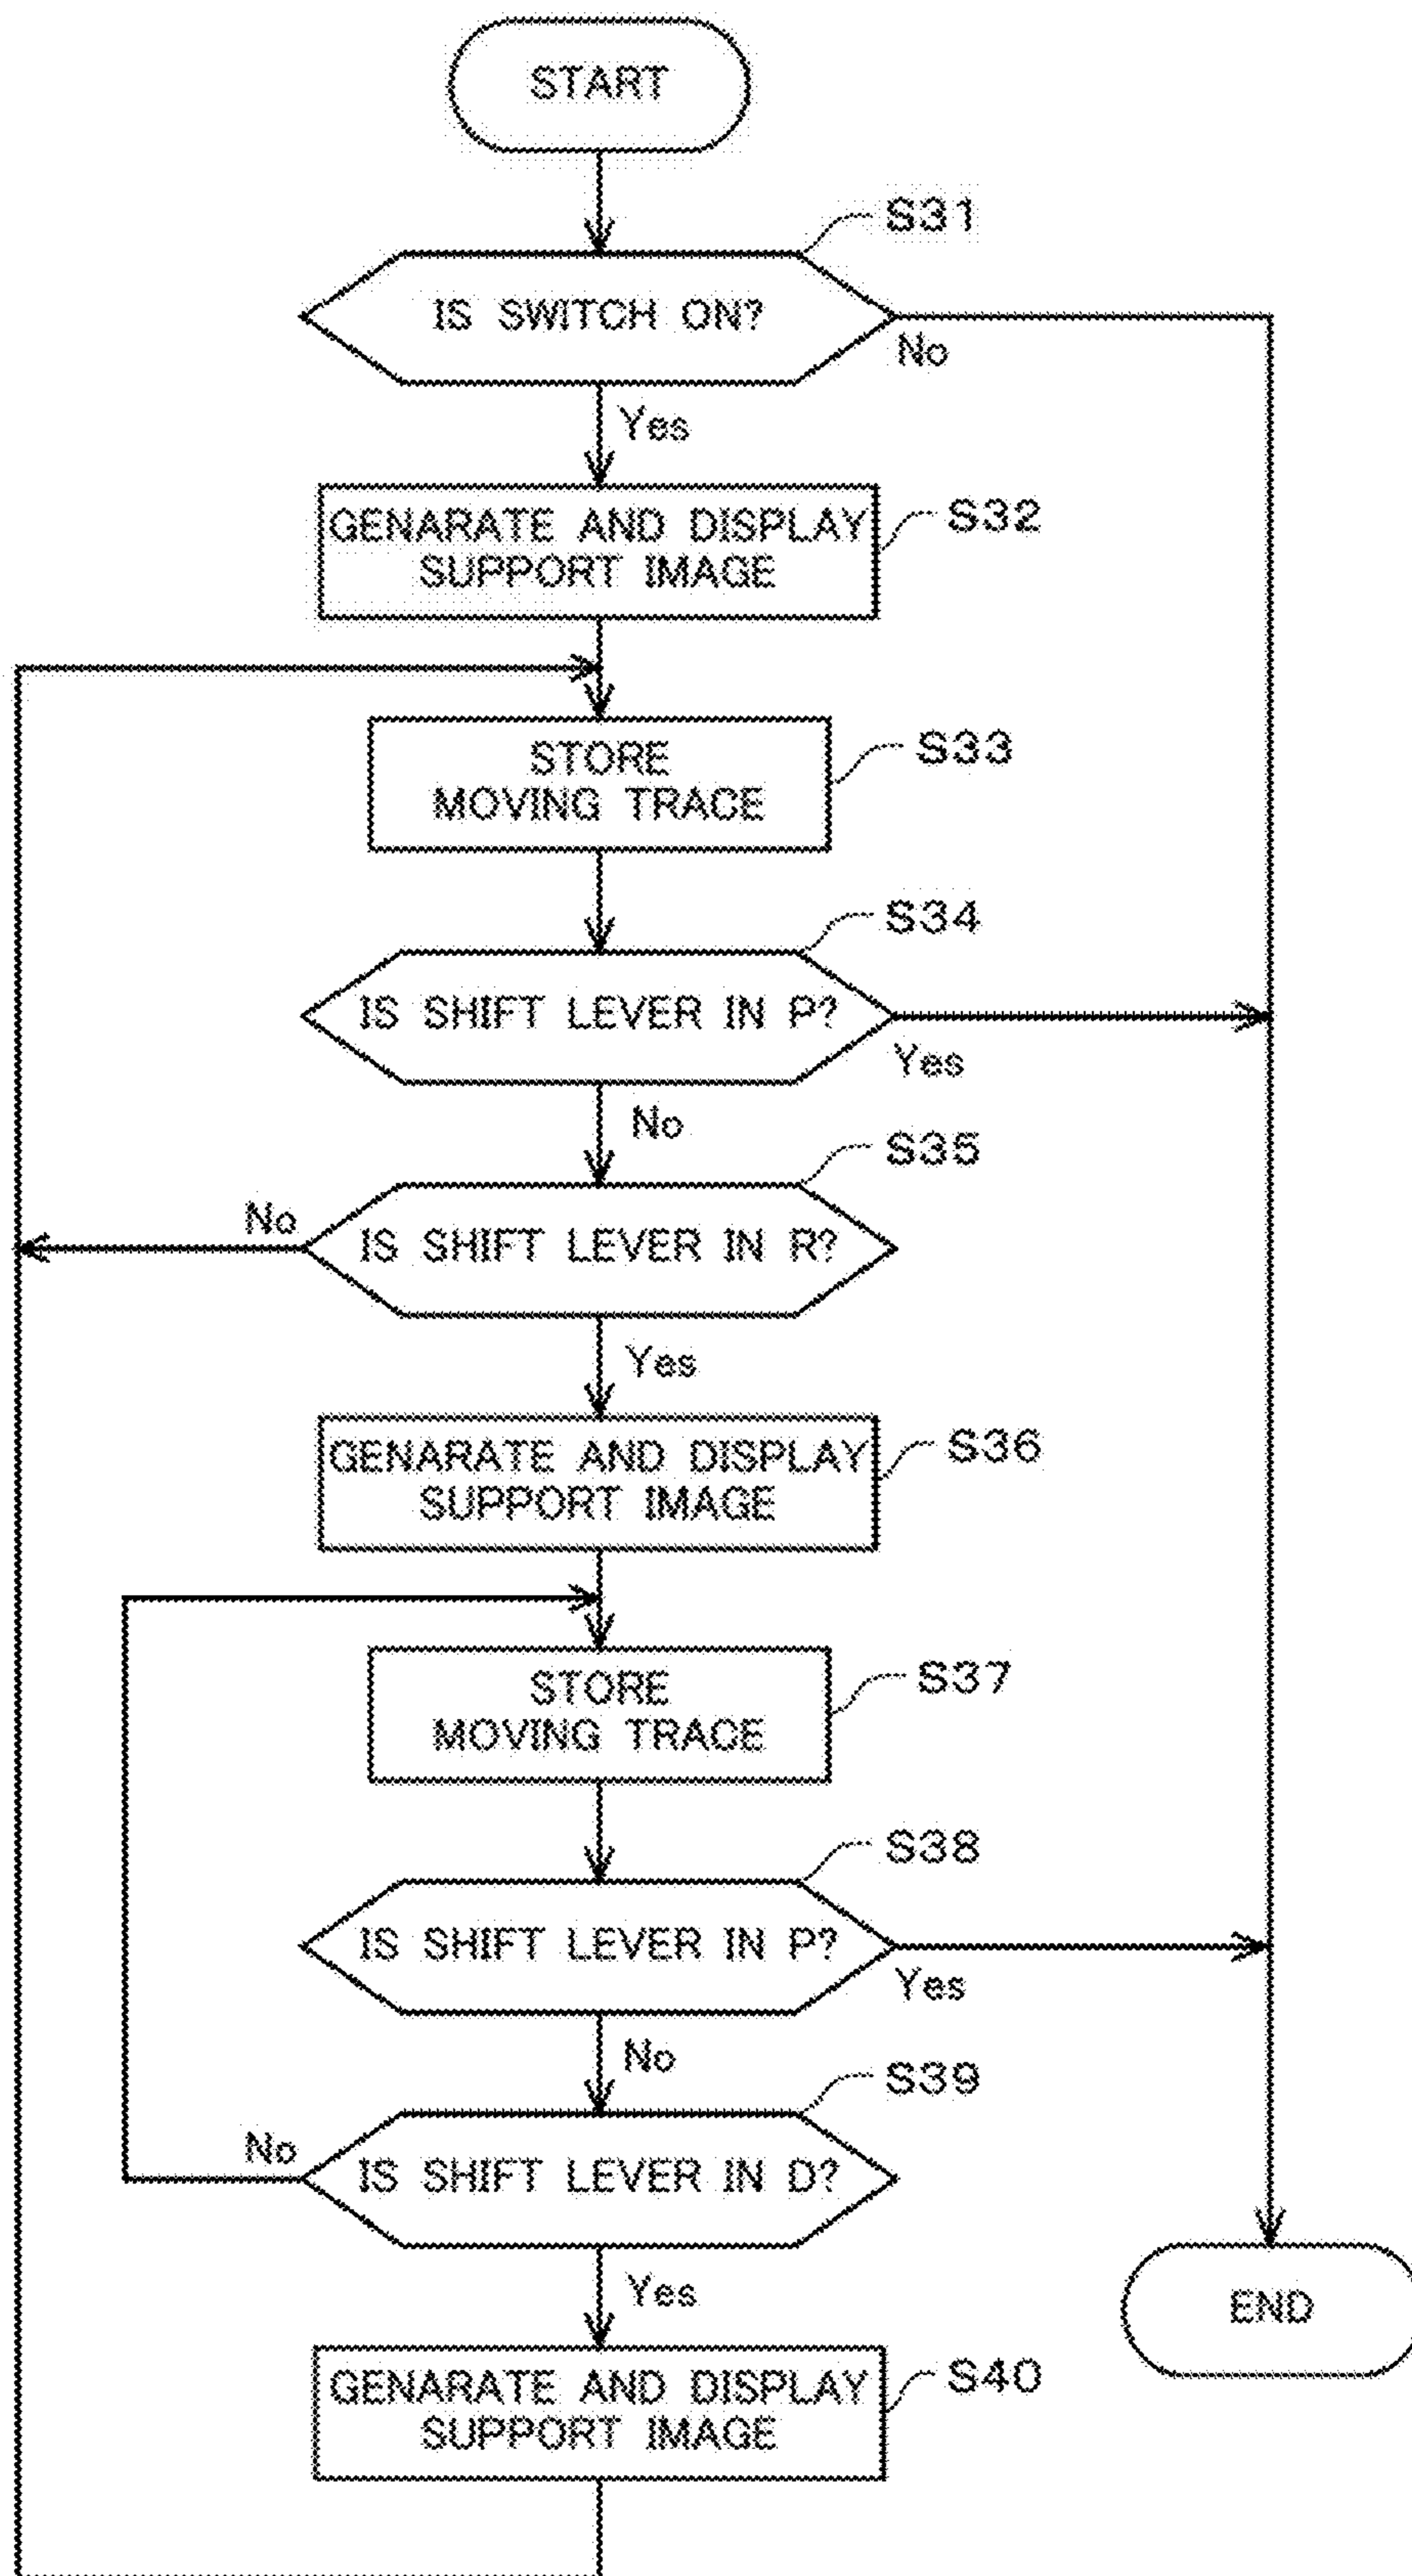 START
S31
IS SWITCH ON?
No
Yes
GENARATE AND DISPLAY
SUPPORT IMAGE
S32
STORE
MOVING TRACE
S33
S34
IS SHIFT LEVER IN P?
Yes
No
S35
No
IS SHIFT LEVER IN R?
Yes
GENARATE AND DISPLAY
SUPPORT IMAGE
S36
STORE
MOVING TRACE
S37
S38
IS SHIFT LEVER IN P?
Yes
No
S39
No
IS SHIFT LEVER IN D?
Yes
END
GENARATE AND DISPLAY
SUPPORT IMAGE
S40